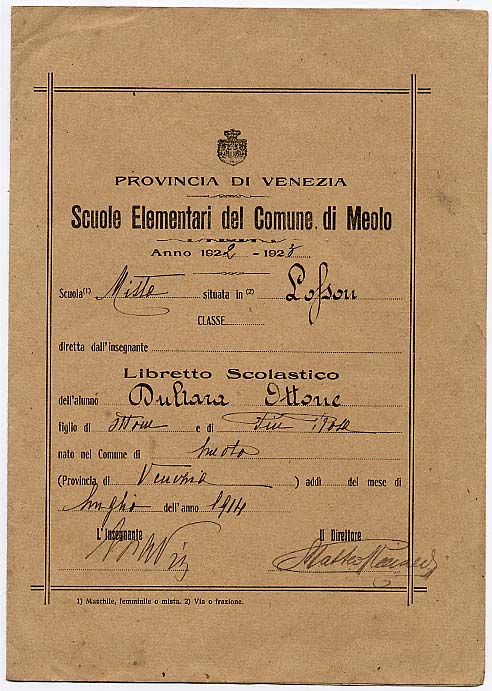 PROVINCIA DI VENEZIA
Scuole Elementari del Comune di Meolo
Anno 1922 - 192
Scuola (1) Mista situata in (2) Losson
CLASSE
diretta dall'insegnante
Libretto Scolastico
dell'alunno Ottone
figlio di Ottone e di
nato nel Comune di Meolo
(Provincia di Venezia ) addì del mese di
Luglio dell'anno 1914
L'Insegnante Il Direttore
Matteo
1) Maschile, femminile o mista. 2) Via o frazione.